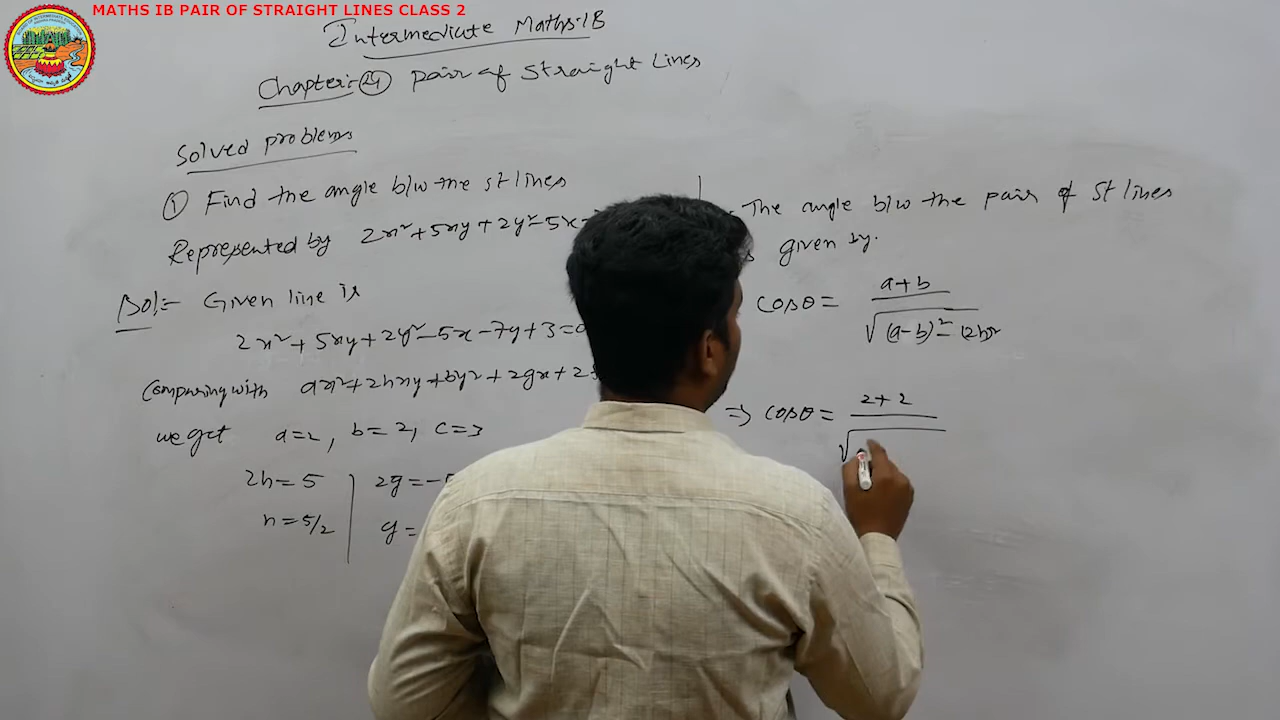 MATHS IB PAIR OF STRAIGHT LINES CLASS 2
Intermediate Maths-IB
Chapter:- 24 pair of straight Lines
Solved problems
① Find the angle b/w the st lines
Represented by 2x²+5xy+2y²-5x-
Sol:- Given line is
2x²+5xy+2y²-5x-7y+3=0
Comparing with ax²+2hxy+by²+2gx+2
we get a=2, b=2, c=3
2h=5
h=5/2
2g=-5
g=
The angle b/w the pair of st lines
given by.
cosθ= a+b / √(a-b)²-(2h)²
⇒ cosθ= 2+2 / √